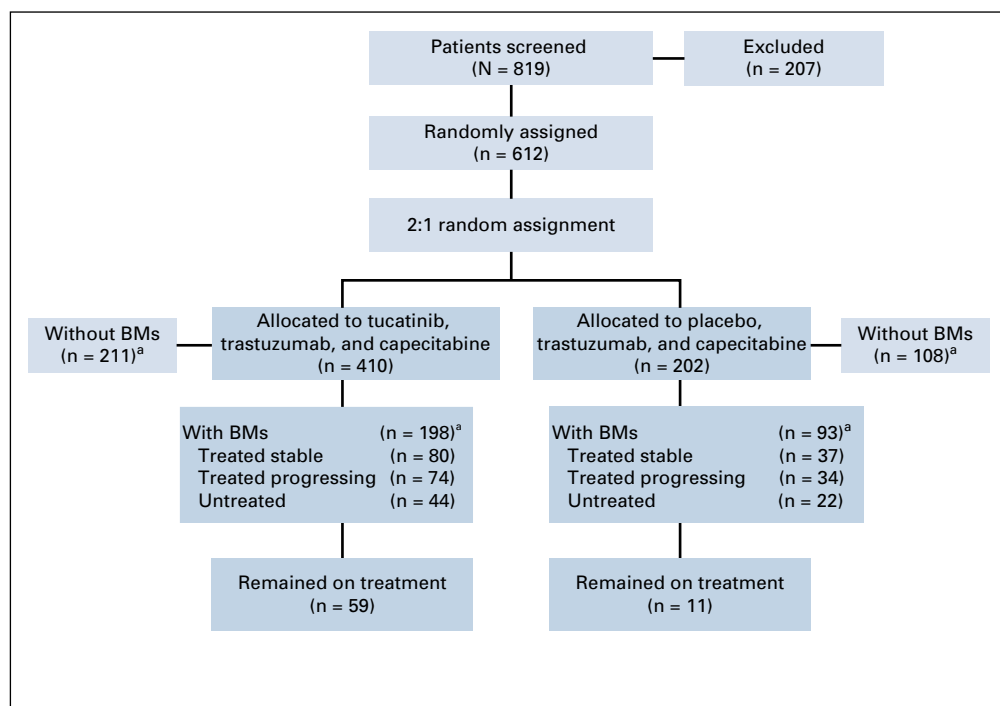 Patients screened
(N = 819)
Excluded
(n = 207)
Randomly assigned
(n = 612)
2:1 random assignment
Without BMs
(n = 211)a
Allocated to tucatinib,
trastuzumab, and capecitabine
(n = 410)
Allocated to placebo,
trastuzumab, and capecitabine
(n = 202)
Without BMs
(n = 108)a
With BMs (n = 198)a
Treated stable (n = 80)
Treated progressing (n = 74)
Untreated (n = 44)
With BMs (n = 93)a
Treated stable (n = 37)
Treated progressing (n = 34)
Untreated (n = 22)
Remained on treatment
(n = 59)
Remained on treatment
(n = 11)